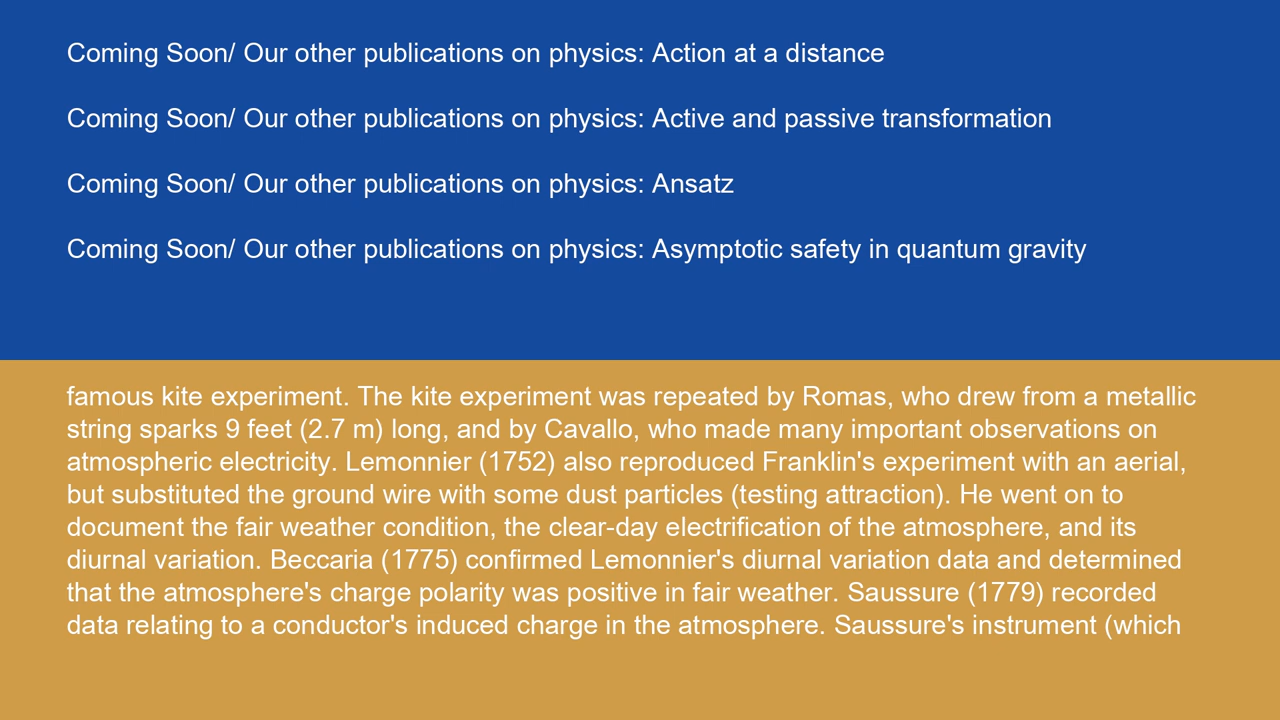 Coming Soon/ Our other publications on physics: Action at a distance
Coming Soon/ Our other publications on physics: Active and passive transformation
Coming Soon/ Our other publications on physics: Ansatz
Coming Soon/ Our other publications on physics: Asymptotic safety in quantum gravity
famous kite experiment. The kite experiment was repeated by Romas, who drew from a metallic
string sparks 9 feet (2.7 m) long, and by Cavallo, who made many important observations on
atmospheric electricity. Lemonnier (1752) also reproduced Franklin's experiment with an aerial,
but substituted the ground wire with some dust particles (testing attraction). He went on to
document the fair weather condition, the clear-day electrification of the atmosphere, and its
diurnal variation. Beccaria (1775) confirmed Lemonnier's diurnal variation data and determined
that the atmosphere's charge polarity was positive in fair weather. Saussure (1779) recorded
data relating to a conductor's induced charge in the atmosphere. Saussure's instrument (which